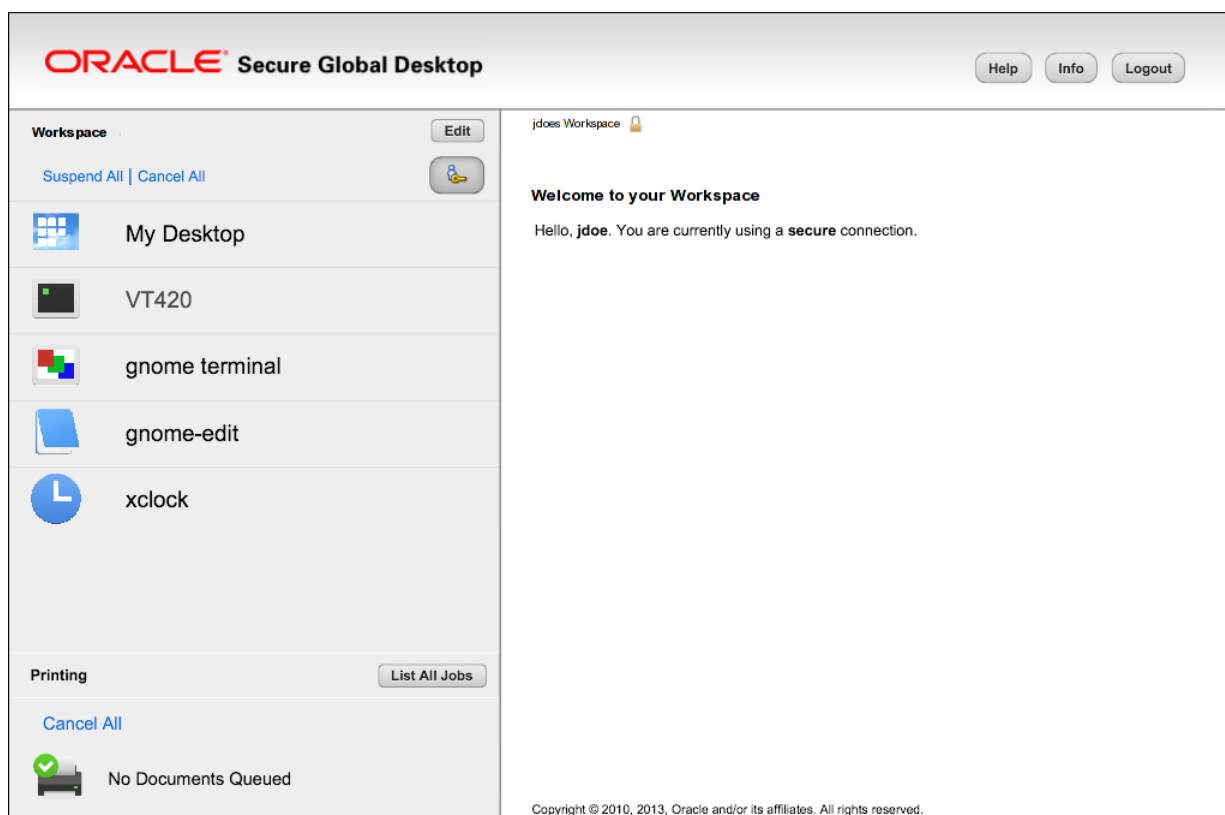 ORACLE Secure Global Desktop
Help Info Logout
Workspace Edit
Suspend All | Cancel All
My Desktop
VT420
gnome terminal
gnome-edit
xclock
Printing List All Jobs
Cancel All
No Documents Queued
jdoes Workspace
Welcome to your Workspace
Hello, jdoe. You are currently using a secure connection.
Copyright © 2010, 2013, Oracle and/or its affiliates. All rights reserved.